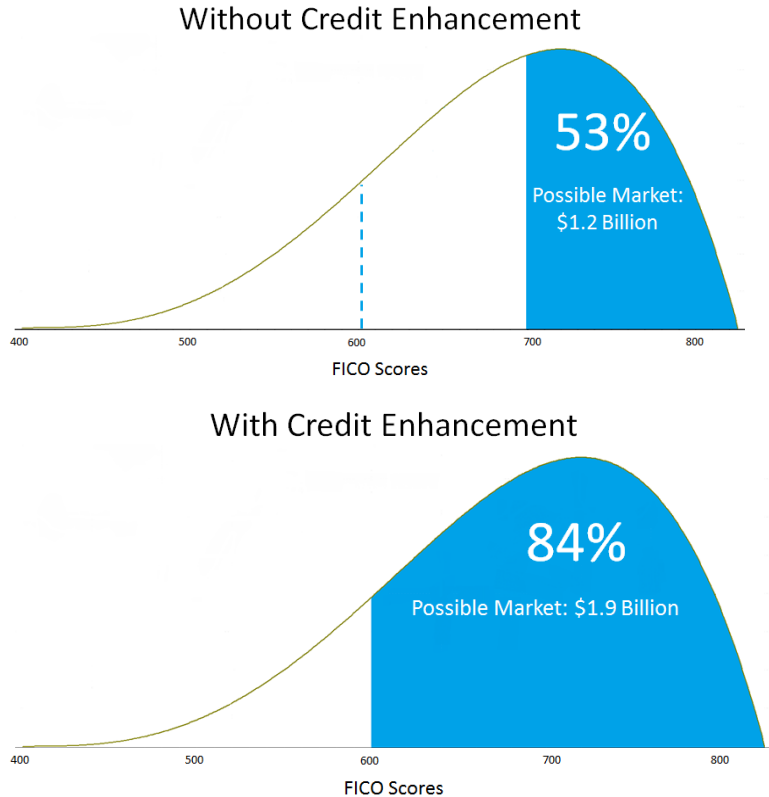 Without Credit Enhancement
53%
Possible Market:
$1.2 Billion
400 500 600 700 800
FICO Scores
With Credit Enhancement
84%
Possible Market: $1.9 Billion
400 500 600 700 800
FICO Scores